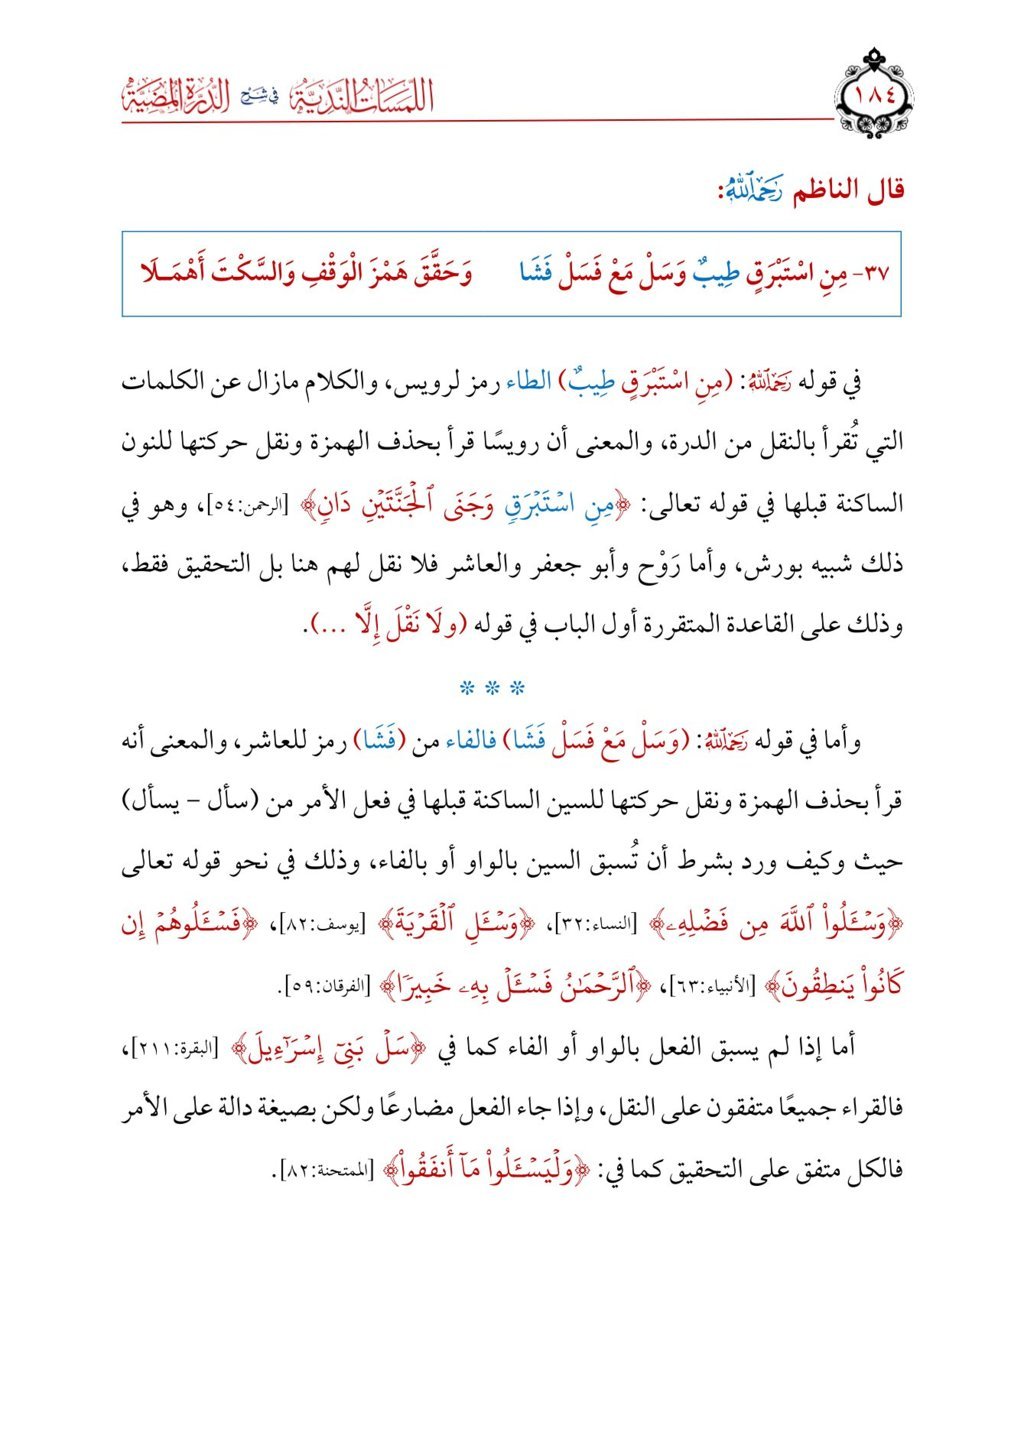 ١٨٤
اللمسات الندية في شرح الدرة المضية
قال الناظم رَحِمَهُ ٱللَّهُ:
٣٧- مِنِ اسْتَبْرَقٍ طِيبٌ وَسَلْ مَعْ فَسَلْ فَشَا وَحَقَّقَ هَمْزَ الْوَقْفِ وَالسَّكْتَ أَهْمَـلَا
في قوله رَحِمَهُ ٱللَّهُ: (مِنِ اسْتَبْرَقٍ طِيبٌ) الطاء رمز لرويس، والكلام مازال عن الكلمات
التي تُقرأ بالنقل من الدرة، والمعنى أن رويسًا قرأ بحذف الهمزة ونقل حركتها للنون
الساكنة قبلها في قوله تعالى: ﴿مِنِ اسۡتَبۡرَقٖ وَجَنَى ٱلۡجَنَّتَيۡنِ دَانٖ﴾ [الرحمن:٥٤]، وهو في
ذلك شبيه بورش، وأما رَوْح وأبو جعفر والعاشر فلا نقل لهم هنا بل التحقيق فقط،
وذلك على القاعدة المتقررة أول الباب في قوله (ولَا نَقْلَ إِلَّا ...).
* * *
وأما في قوله رَحِمَهُ ٱللَّهُ: (وَسَلْ مَعْ فَسَلْ فَشَا) فالفاء من (فَشَا) رمز للعاشر، والمعنى أنه
قرأ بحذف الهمزة ونقل حركتها للسين الساكنة قبلها في فعل الأمر من (سأل – يسأل)
حيث وكيف ورد بشرط أن تُسبق السين بالواو أو بالفاء، وذلك في نحو قوله تعالى
﴿وَسۡـَٔلُواْ ٱللَّهَ مِن فَضۡلِهِۦ﴾ [النساء:٣٢]، ﴿وَسۡـَٔلِ ٱلۡقَرۡيَةَ﴾ [يوسف:٨٢]، ﴿فَسۡـَٔلُوهُمۡ إِن
كَانُواْ يَنطِقُونَ﴾ [الأنبياء:٦٣]، ﴿ٱلرَّحۡمَٰنُ فَسۡـَٔلۡ بِهِۦ خَبِيرٗا﴾ [الفرقان:٥٩].
أما إذا لم يسبق الفعل بالواو أو الفاء كما في ﴿سَلۡ بَنِيٓ إِسۡرَٰٓءِيلَ﴾ [البقرة:٢١١]،
فالقراء جميعًا متفقون على النقل، وإذا جاء الفعل مضارعًا ولكن بصيغة دالة على الأمر
فالكل متفق على التحقيق كما في: ﴿وَلۡيَسۡـَٔلُواْ مَآ أَنفَقُواْ﴾ [الممتحنة:٨٢].